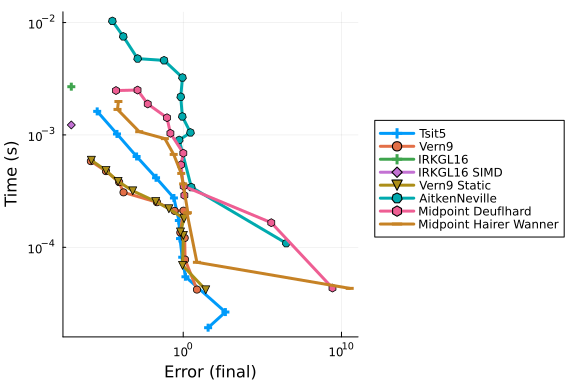 10⁻²
10⁻³
10⁻⁴
Time (s)
10⁰
10¹⁰
Error (final)
Tsit5
Vern9
IRKGL16
IRKGL16 SIMD
Vern9 Static
AitkenNeville
Midpoint Deuflhard
Midpoint Hairer Wanner